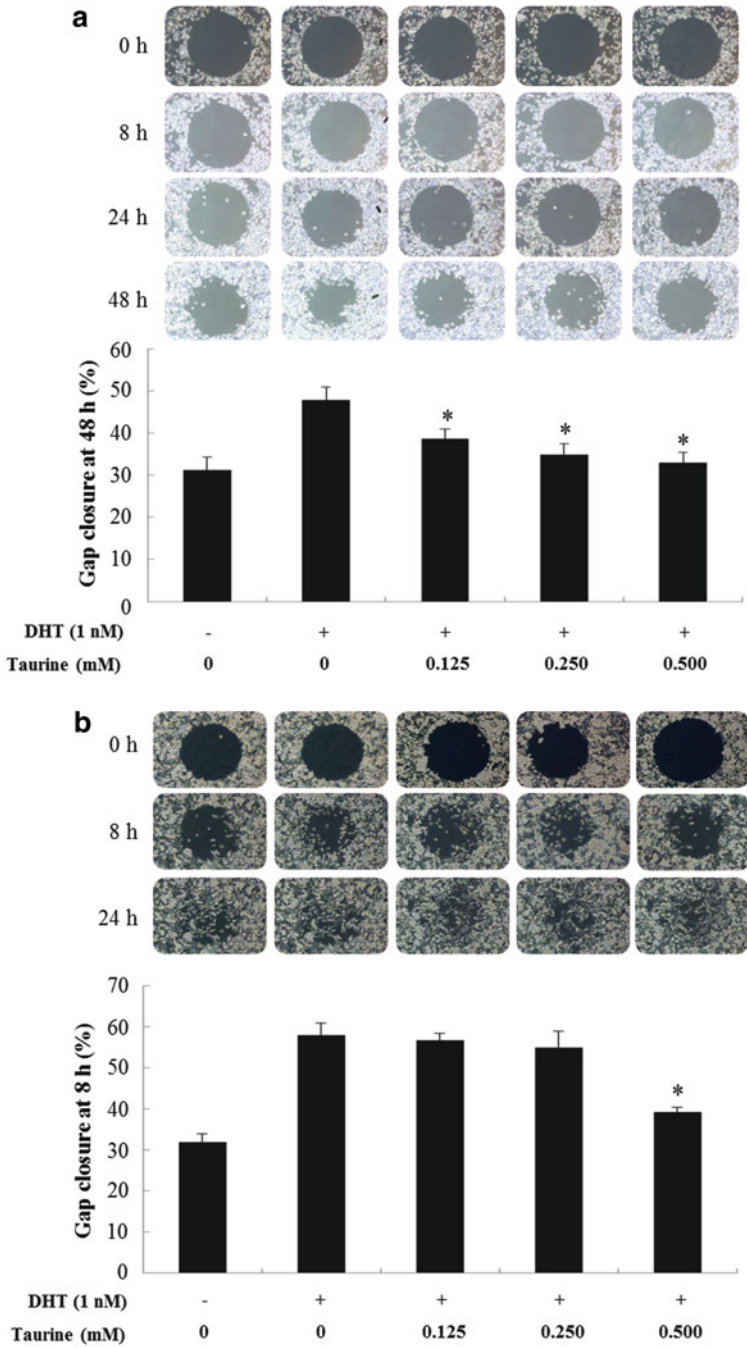 a
0 h
8 h
24 h
48 h
Gap closure at 48 h (%)
60
50
40
30
20
10
0
*
*
*
DHT (1 nM) - + + + +
Taurine (mM) 0 0 0.125 0.250 0.500
b
0 h
8 h
24 h
Gap closure at 8 h (%)
70
60
50
40
30
20
10
0
*
DHT (1 nM) - + + + +
Taurine (mM) 0 0 0.125 0.250 0.500